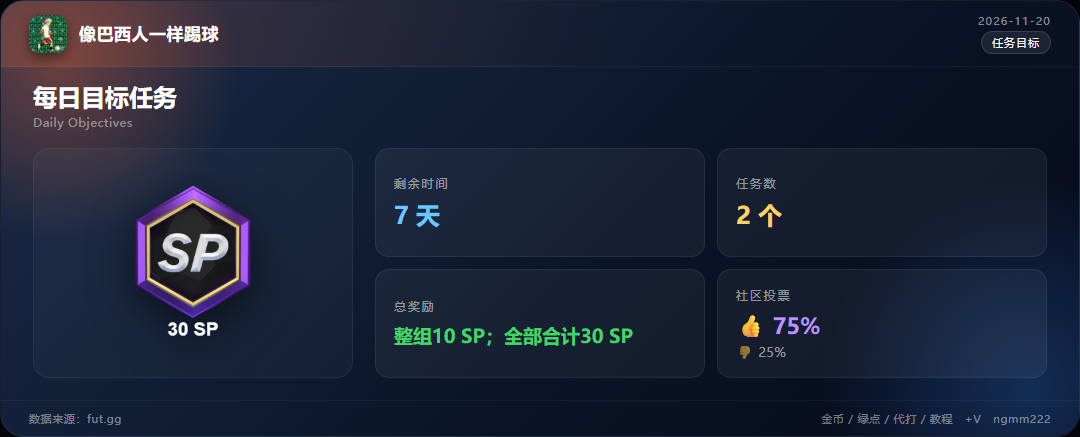 像巴西人一样踢球
2026-11-20
任务目标
每日目标任务
Daily Objectives
SP
30 SP
剩余时间
7 天
任务数
2 个
总奖励
整组10 SP；全部合计30 SP
社区投票
👍 75%
👎 25%
数据来源：fut.gg
金币 / 绿点 / 代打 / 教程 +V ngmm222